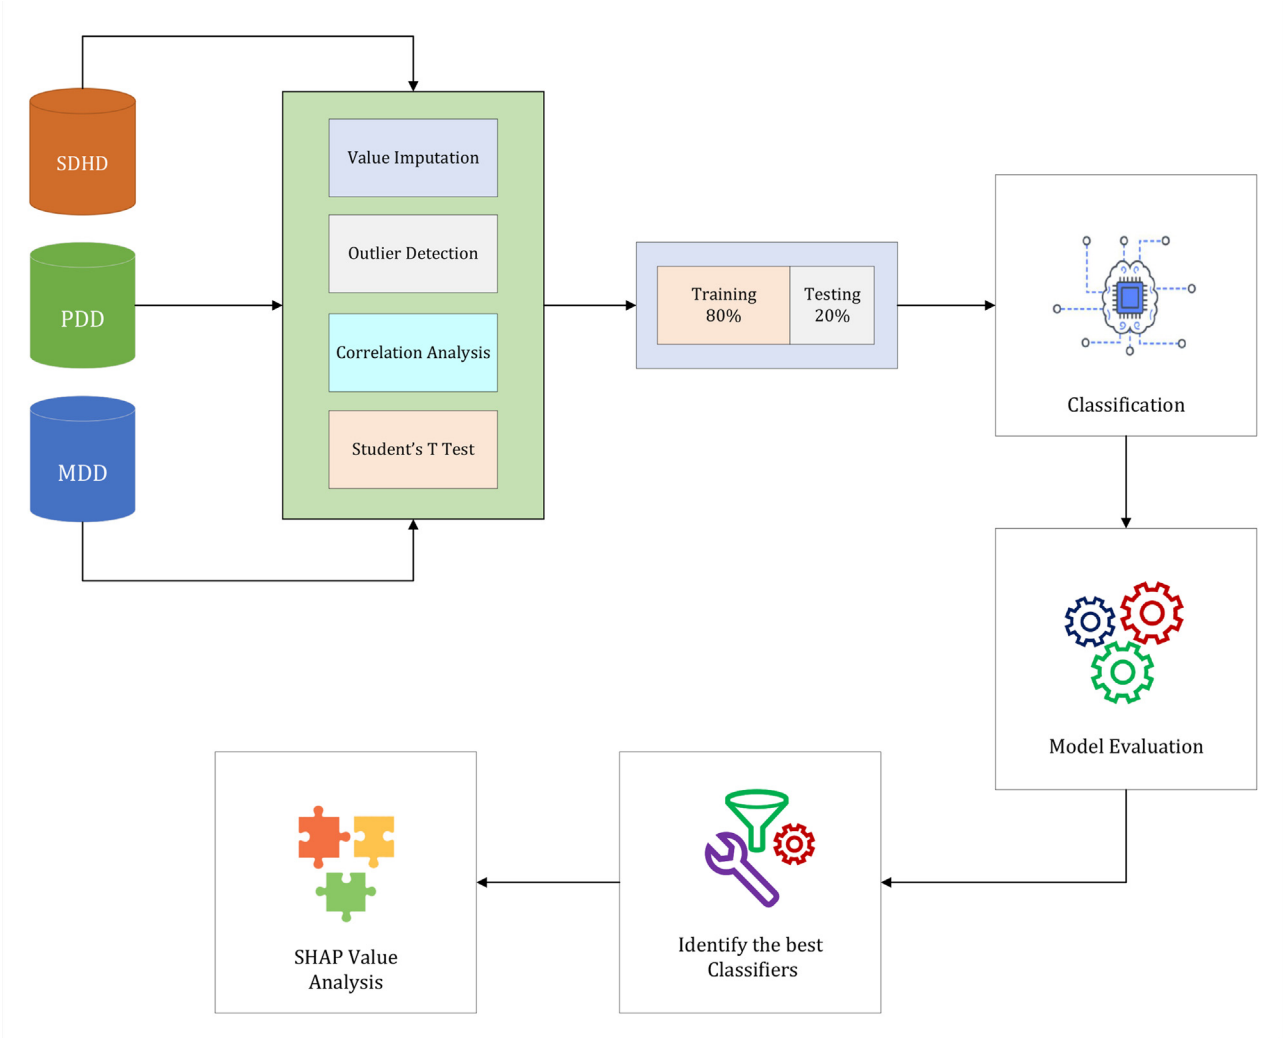 SDHD
PDD
MDD
Value Imputation
Outlier Detection
Correlation Analysis
Student’s T Test
Training
80%
Testing
20%
Classification
Model Evaluation
Identify the best
Classifiers
SHAP Value
Analysis